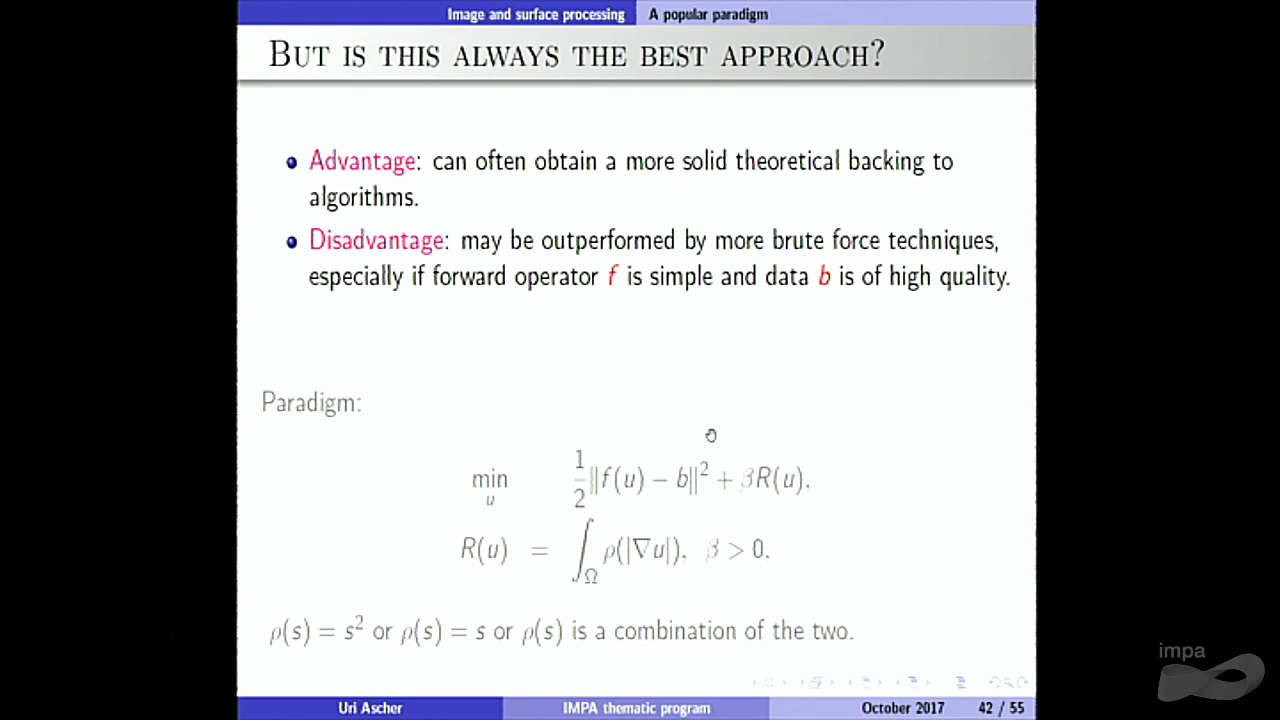 Image and surface processing A popular paradigm
BUT IS THIS ALWAYS THE BEST APPROACH?
Advantage: can often obtain a more solid theoretical backing to
algorithms.
Disadvantage: may be outperformed by more brute force techniques,
especially if forward operator f is simple and data b is of high quality.
Paradigm:
min_u 1/2 ‖f(u) − b‖² + βR(u),
R(u) = ∫_Ω ρ(|∇u|), β > 0.
ρ(s) = s² or ρ(s) = s or ρ(s) is a combination of the two.
Uri Ascher IMPA thematic program October 2017 42 / 55
impa